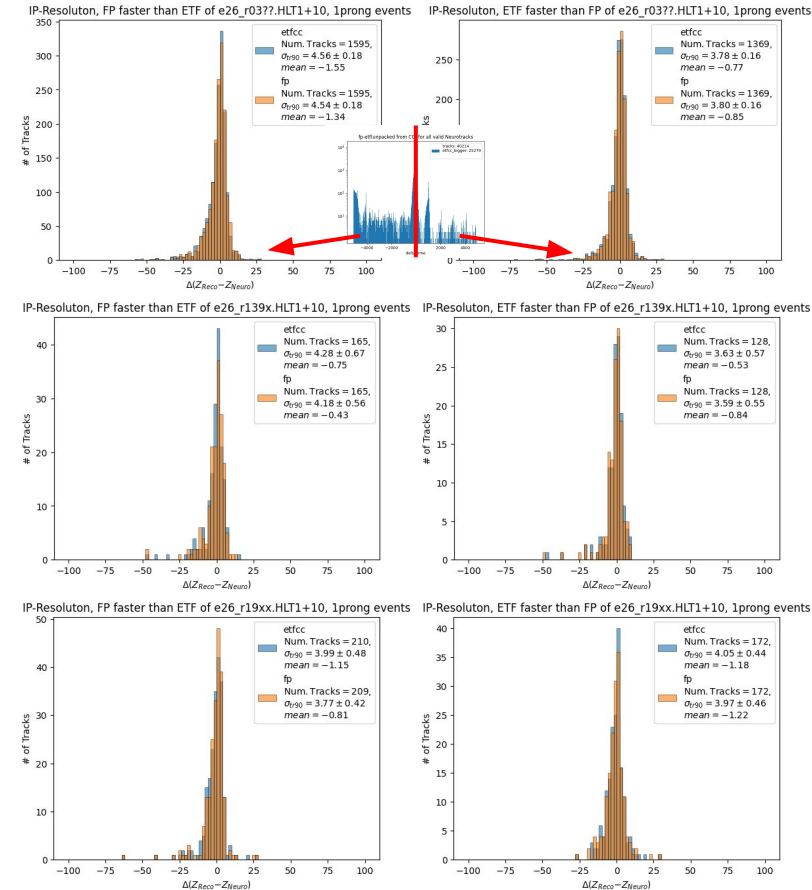 IP-Resoluton, FP faster than ETF of e26_r03??.HLT1+10, 1prong events
350
300
250
200
150
100
50
0
# of Tracks
etfcc
Num. Tracks = 1595,
σtr90 = 4.56 ± 0.18
mean = −1.55
fp
Num. Tracks = 1595,
σtr90 = 4.54 ± 0.18
mean = −1.34
−100 −75 −50 −25 0 25 50 75 100
Δ(ZReco−ZNeuro)
IP-Resoluton, ETF faster than FP of e26_r03??.HLT1+10, 1prong events
250
200
0
etfcc
Num. Tracks = 1369,
σtr90 = 3.78 ± 0.16
mean = −0.77
fp
Num. Tracks = 1369,
σtr90 = 3.80 ± 0.16
mean = −0.85
−100 −75 −50 −25 0 25 50 75 100
Δ(ZReco−ZNeuro)
for all valid Neurotracks
tracks: 40214
−4000 −2000 2000 4000
IP-Resoluton, FP faster than ETF of e26_r139x.HLT1+10, 1prong events
40
30
20
10
0
# of Tracks
etfcc
Num. Tracks = 165,
σtr90 = 4.28 ± 0.67
mean = −0.75
fp
Num. Tracks = 165,
σtr90 = 4.18 ± 0.56
mean = −0.43
−100 −75 −50 −25 0 25 50 75 100
Δ(ZReco−ZNeuro)
IP-Resoluton, ETF faster than FP of e26_r139x.HLT1+10, 1prong events
30
25
20
15
10
5
0
# of Tracks
etfcc
Num. Tracks = 128,
σtr90 = 3.63 ± 0.57
mean = −0.53
fp
Num. Tracks = 128,
σtr90 = 3.59 ± 0.55
mean = −0.84
−100 −75 −50 −25 0 25 50 75 100
Δ(ZReco−ZNeuro)
IP-Resoluton, FP faster than ETF of e26_r19xx.HLT1+10, 1prong events
50
40
30
20
10
0
# of Tracks
etfcc
Num. Tracks = 210,
σtr90 = 3.99 ± 0.48
mean = −1.15
fp
Num. Tracks = 209,
σtr90 = 3.77 ± 0.42
mean = −0.81
−100 −75 −50 −25 0 25 50 75 100
Δ(ZReco−ZNeuro)
IP-Resoluton, ETF faster than FP of e26_r19xx.HLT1+10, 1prong events
40
35
30
25
20
15
10
5
0
# of Tracks
etfcc
Num. Tracks = 172,
σtr90 = 4.05 ± 0.44
mean = −1.18
fp
Num. Tracks = 172,
σtr90 = 3.97 ± 0.46
mean = −1.22
−100 −75 −50 −25 0 25 50 75 100
Δ(ZReco−ZNeuro)